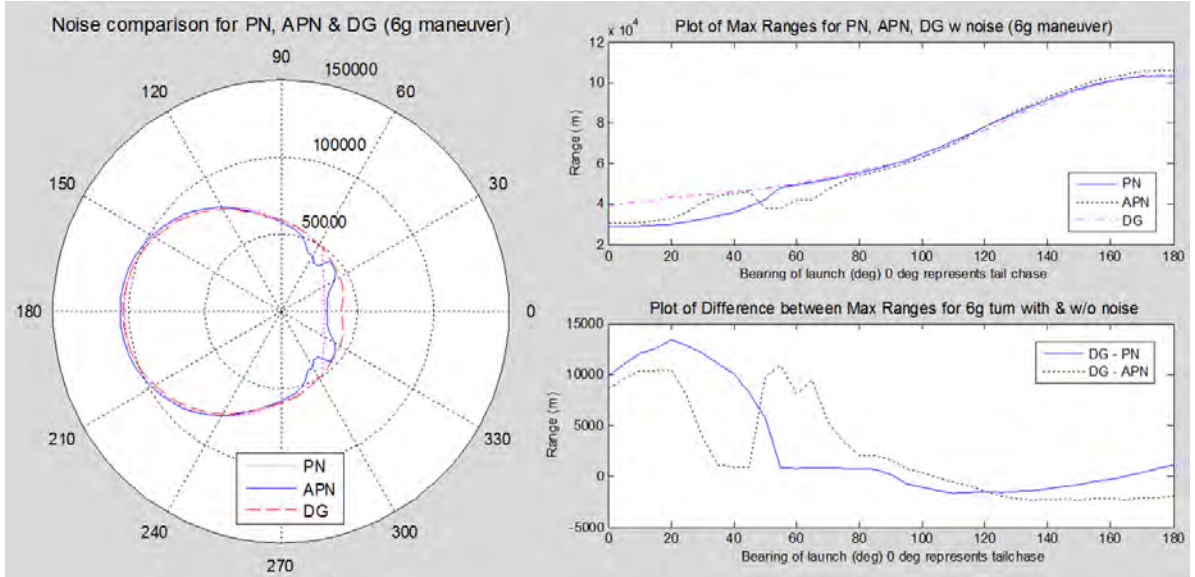 Noise comparison for PN, APN & DG (6g maneuver)
90
150000
120
60
100000
150
30
50000
180
0
210
330
240
300
270
PN
APN
DG
Plot of Max Ranges for PN, APN, DG w noise (6g maneuver)
x 10^4
12
10
8
6
4
2
Range (m)
PN
APN
DG
0 20 40 60 80 100 120 140 160 180
Bearing of launch (deg) 0 deg represents tail chase
Plot of Difference between Max Ranges for 6g turn with & w/o noise
15000
10000
5000
0
-5000
Range (m)
DG - PN
DG - APN
0 20 40 60 80 100 120 140 160 180
Bearing of launch (deg) 0 deg represents tailchase